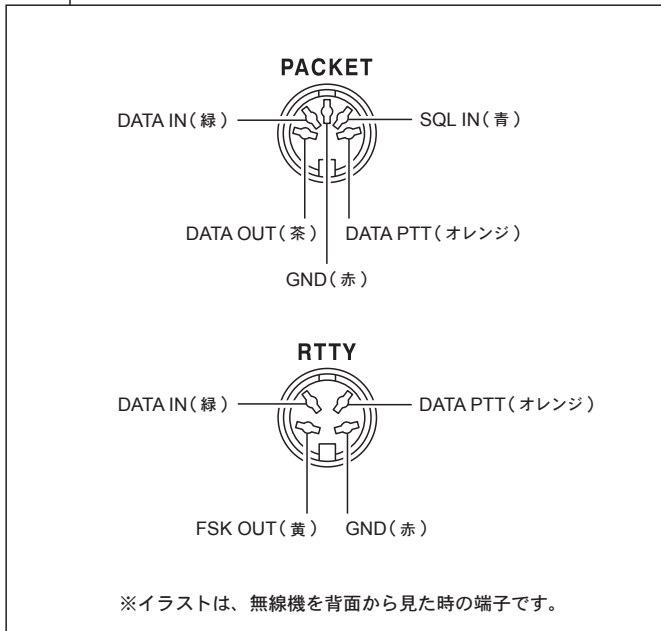 PACKET
DATA IN(緑)
SQL IN(青)
DATA OUT(茶)
DATA PTT(オレンジ)
GND(赤)
RTTY
DATA IN(緑)
DATA PTT(オレンジ)
FSK OUT(黄)
GND(赤)
※イラストは、無線機を背面から見た時の端子です。